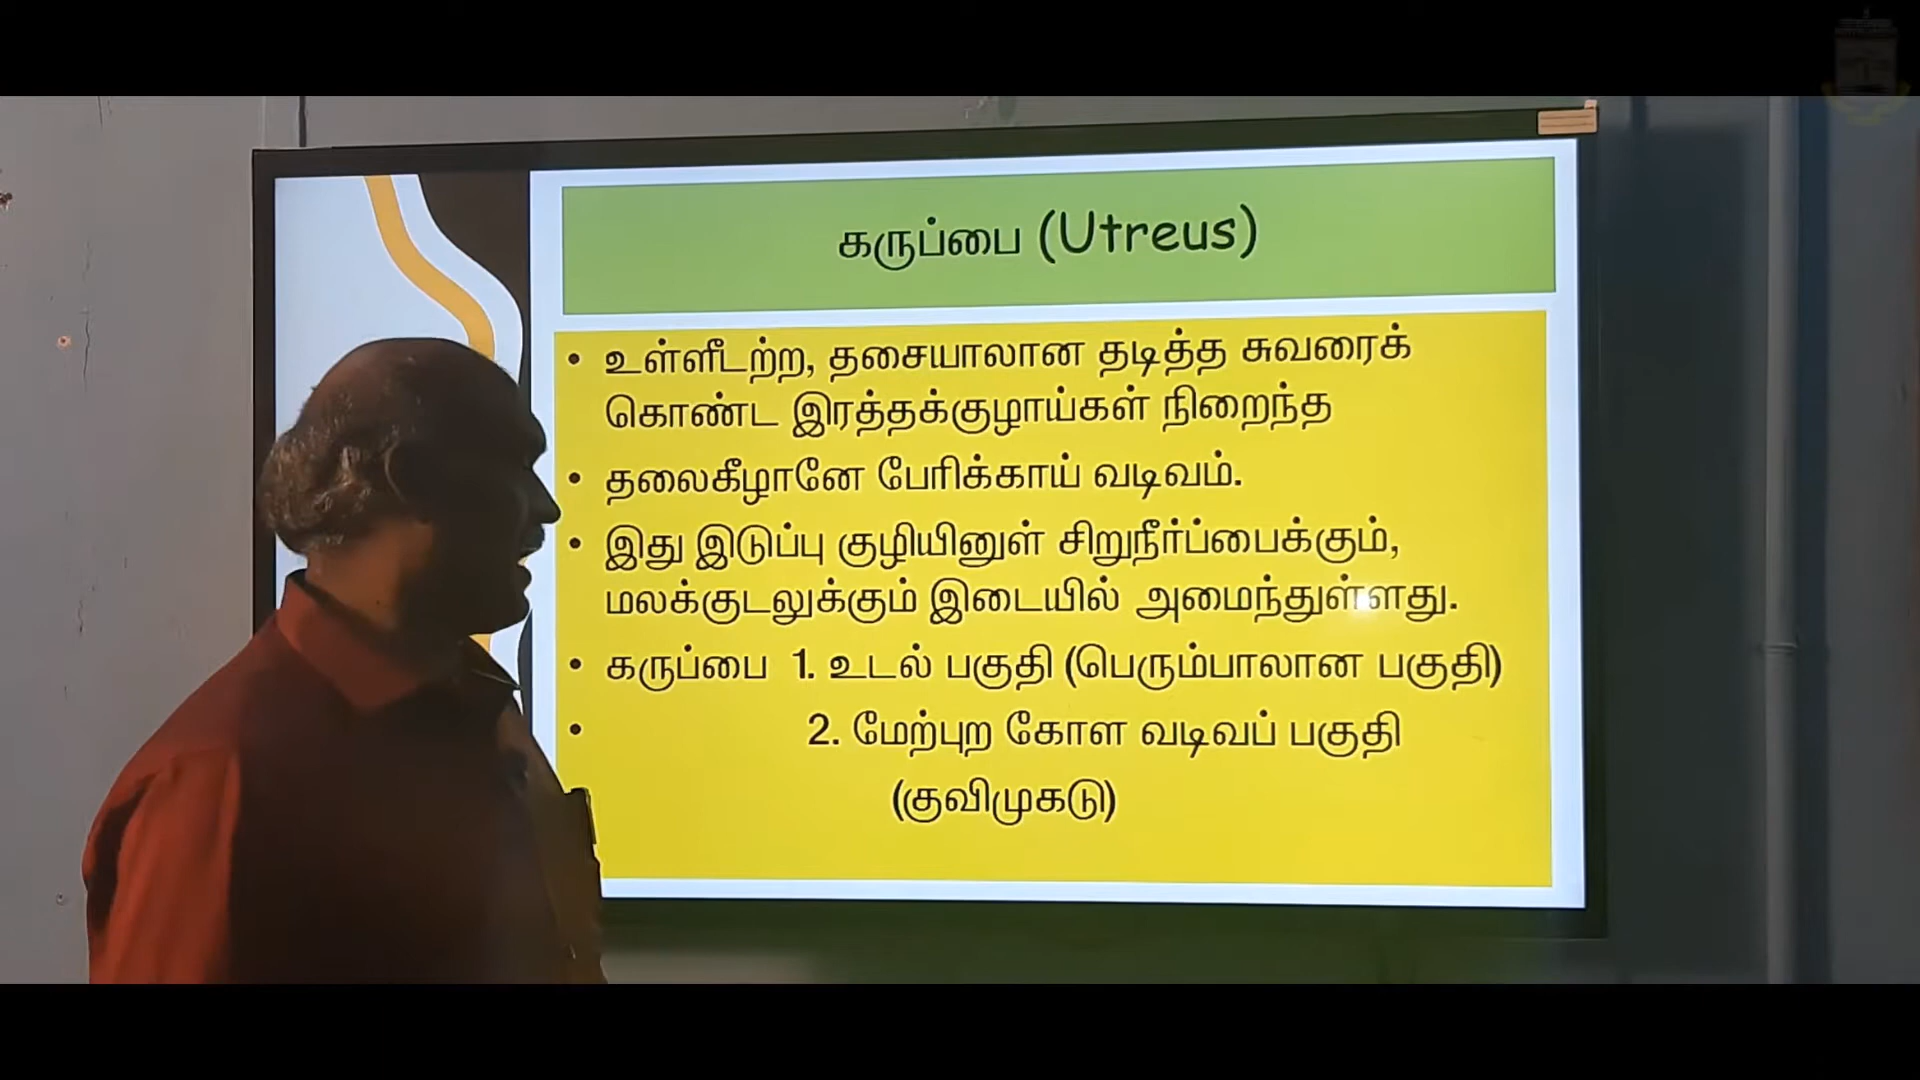 கருப்பை (Utreus)
• உள்ளீடற்ற, தசையாலான தடித்த சுவரைக்
கொண்ட இரத்தக்குழாய்கள் நிறைந்த
• தலைகீழானே பேரிக்காய் வடிவம்.
• இது இடுப்பு குழியினுள் சிறுநீர்ப்பைக்கும்,
மலக்குடலுக்கும் இடையில் அமைந்துள்ளது.
• கருப்பை 1. உடல் பகுதி (பெரும்பாலான பகுதி)
• 2. மேற்புற கோள வடிவப் பகுதி
(குவிமுகடு)